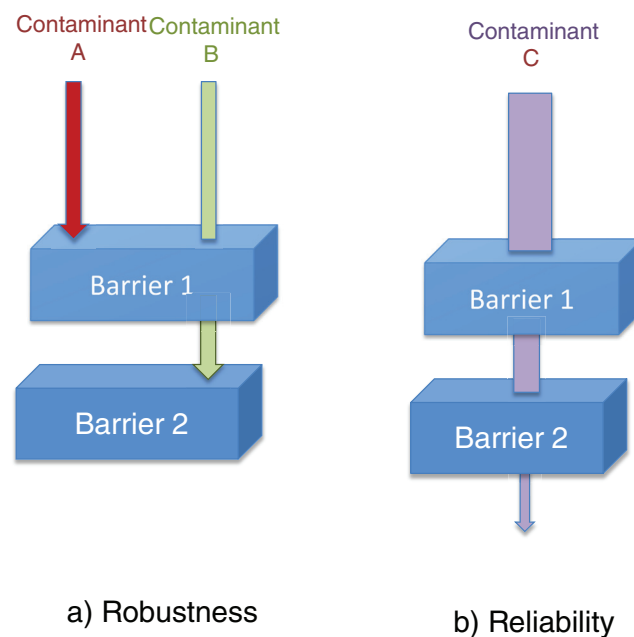 Contaminant
A
Contaminant
B
Barrier 1
Barrier 2
a) Robustness
Contaminant
C
Barrier 1
Barrier 2
b) Reliability